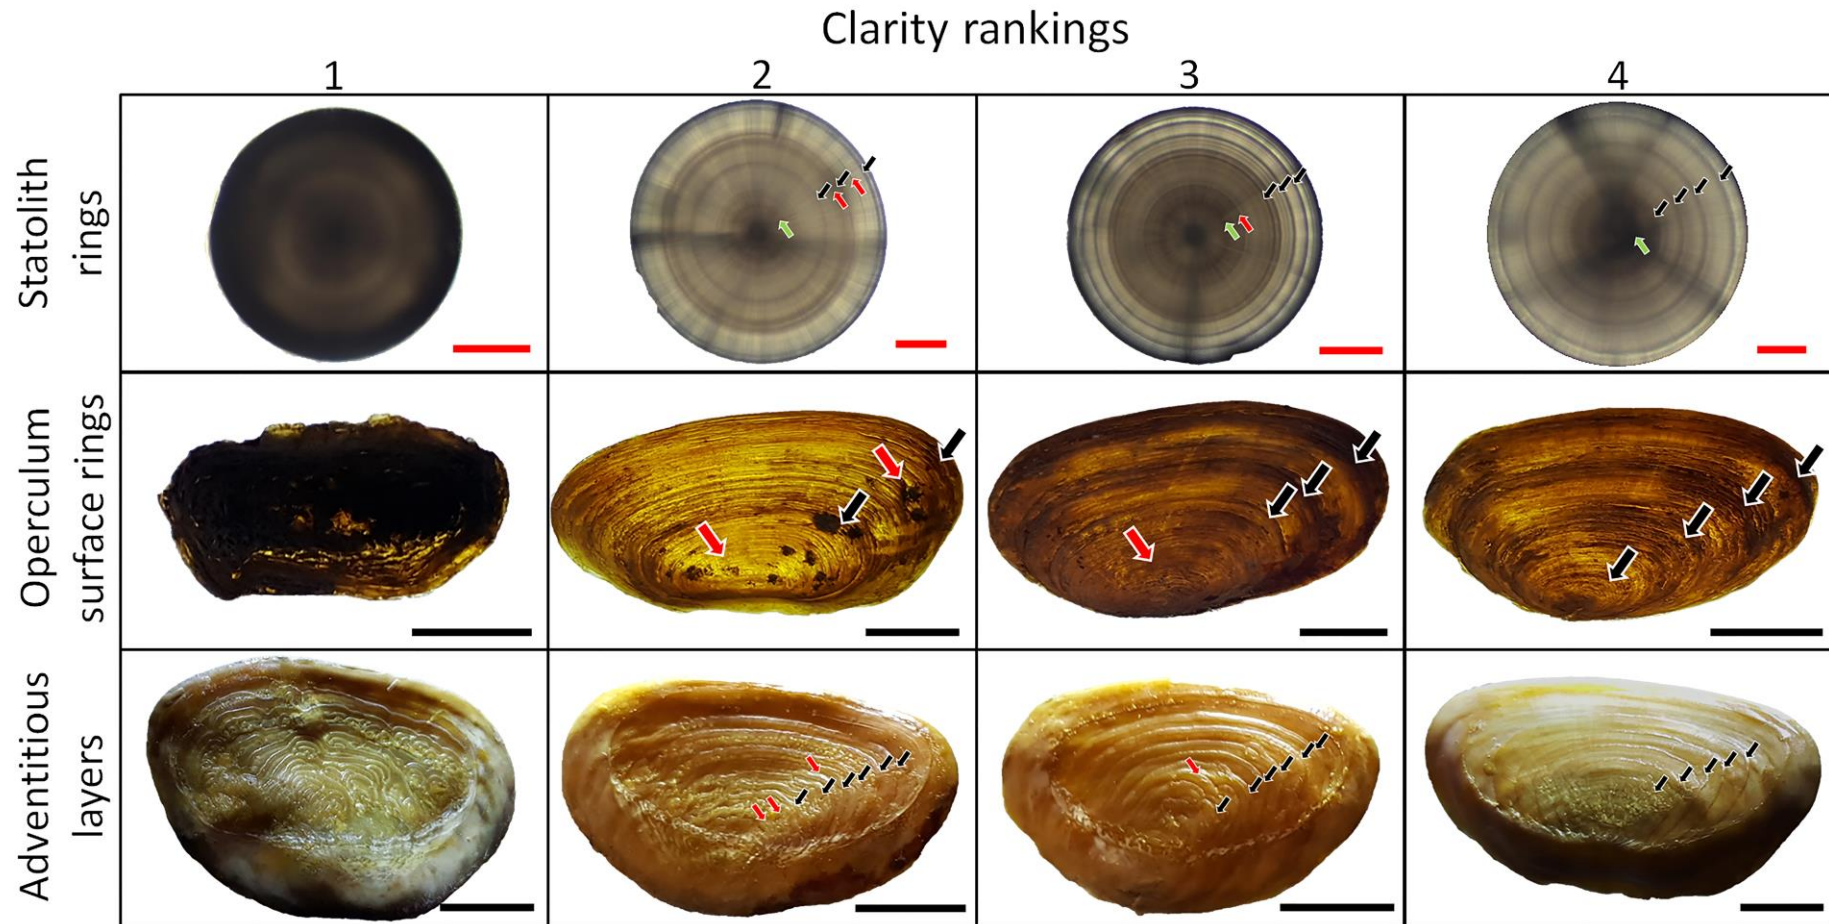 Clarity rankings
1 2 3 4
Statolith
rings
Operculum
surface rings
Adventitious
layers